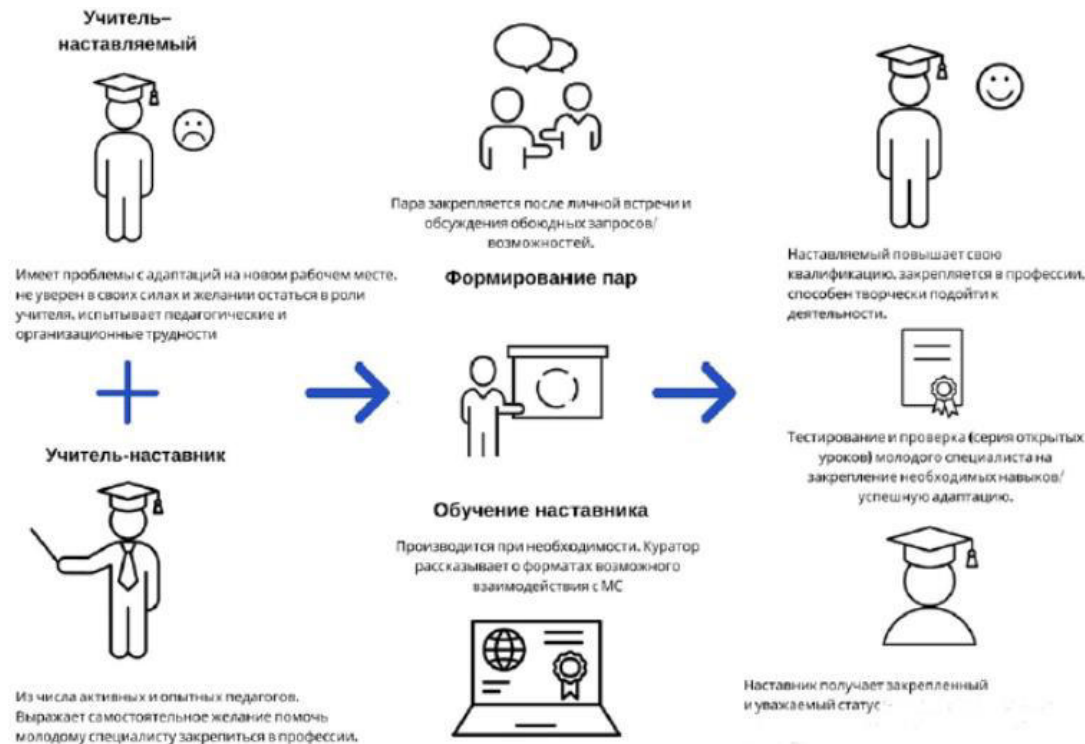 Учитель–
наставляемый
Имеет проблемы с адаптаций на новом рабочем месте,
не уверен в своих силах и желании остаться в роли
учителя, испытывает педагогические и
организационные трудности
Учитель-наставник
Из числа активных и опытных педагогов.
Выражает самостоятельное желание помочь
молодому специалисту закрепиться в профессии.
Пара закрепляется после личной встречи и
обсуждения обоюдных запросов/
возможностей.
Формирование пар
Обучение наставника
Производится при необходимости. Куратор
рассказывает о форматах возможного
взаимодействия с МС
Наставляемый повышает свою
квалификацию, закрепляется в профессии,
способен творчески подойти к
деятельности.
Тестирование и проверка (серия открытых
уроков) молодого специалиста на
закрепление необходимых навыков/
успешную адаптацию.
Наставник получает закрепленный
и уважаемый статус